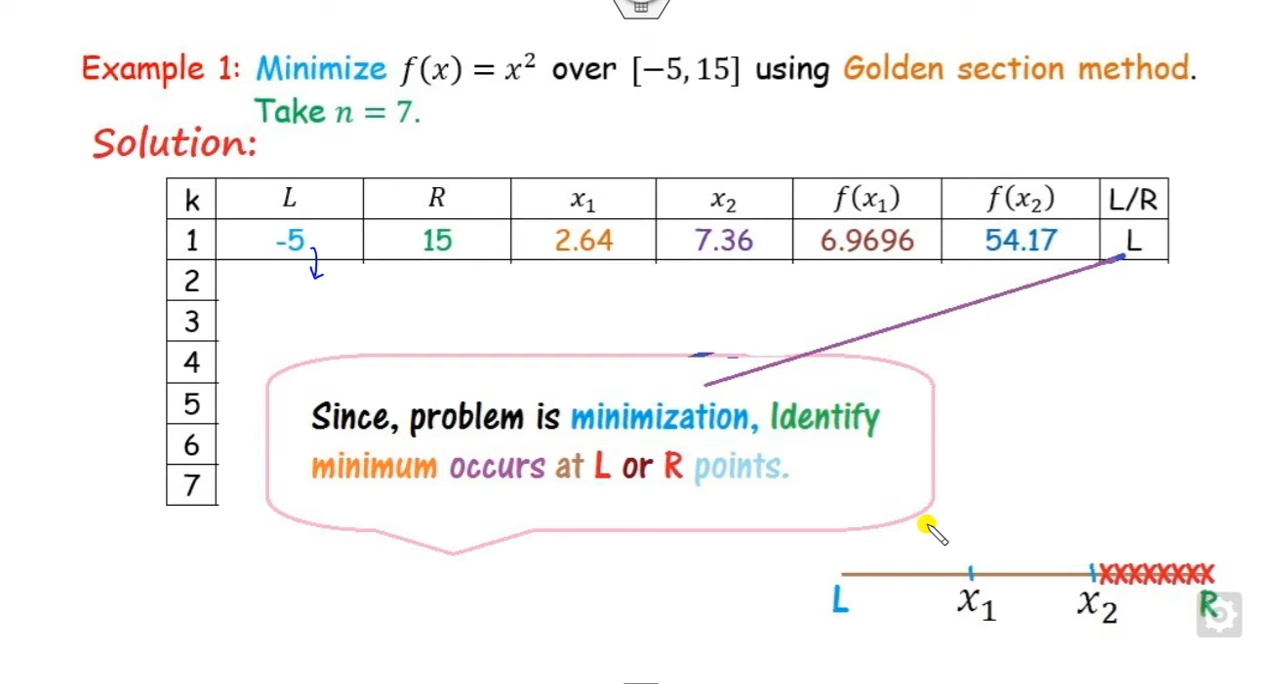 Example 1: Minimize f(x) = x² over [−5, 15] using Golden section method.
Take n = 7.
Solution:
k L R x₁ x₂ f(x₁) f(x₂) L/R
1 -5 15 2.64 7.36 6.9696 54.17 L
2
3
4
5
6
7
Since, problem is minimization, Identify
minimum occurs at L or R points.
XXXXXXXX
L x₁ x₂ R